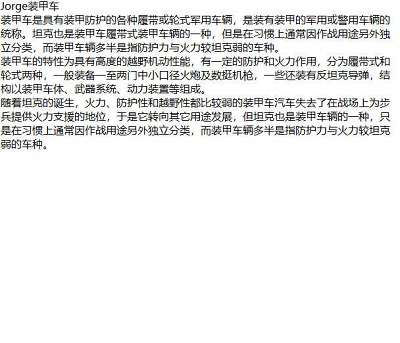 Jorge装甲车
装甲车是具有装甲防护的各种履带或轮式军用车辆，是装有装甲的军用或警用车辆的
统称。坦克也是装甲车履带式装甲车辆的一种，但是在习惯上通常因作战用途另外独
立分类，而装甲车辆多半是指防护力与火力较坦克弱的车种。
装甲车的特性为具有高度的越野机动性能，有一定的防护和火力作用，分为履带式和
轮式两种，一般装备一至两门中小口径火炮及数挺机枪，一些还装有反坦克导弹，结
构以装甲车体、武器系统、动力装置等组成。
随着坦克的诞生，火力、防护性和越野性都比较弱的装甲车汽车失去了在战场上为步
兵提供火力支援的地位，于是它转向其它用途发展，但坦克也是装甲车辆的一种，只
是在习惯上通常因作战用途另外独立分类，而装甲车辆多半是指防护力与火力较坦克
弱的车种。